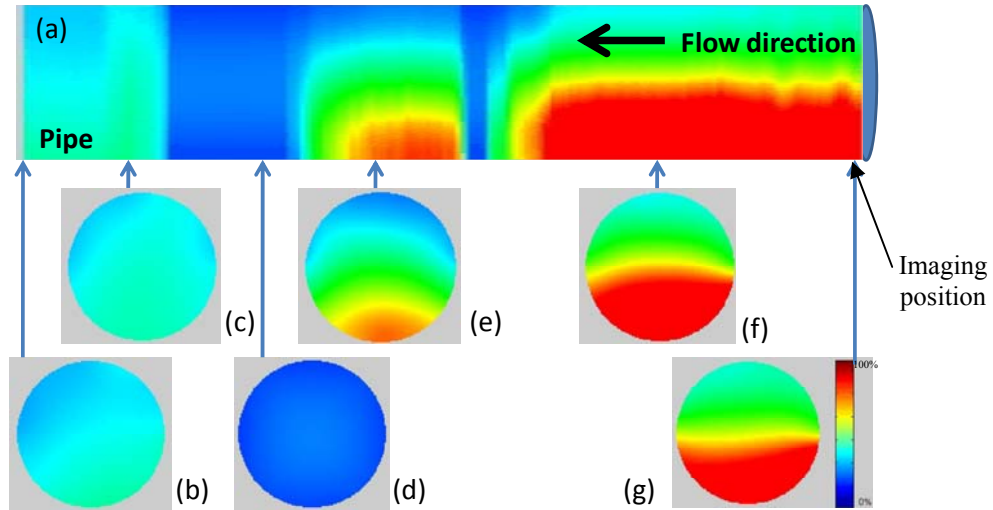 (a)
Flow direction
Pipe
Imaging
position
(c)
(e)
(f)
100%
(b)
(d)
(g)
0%